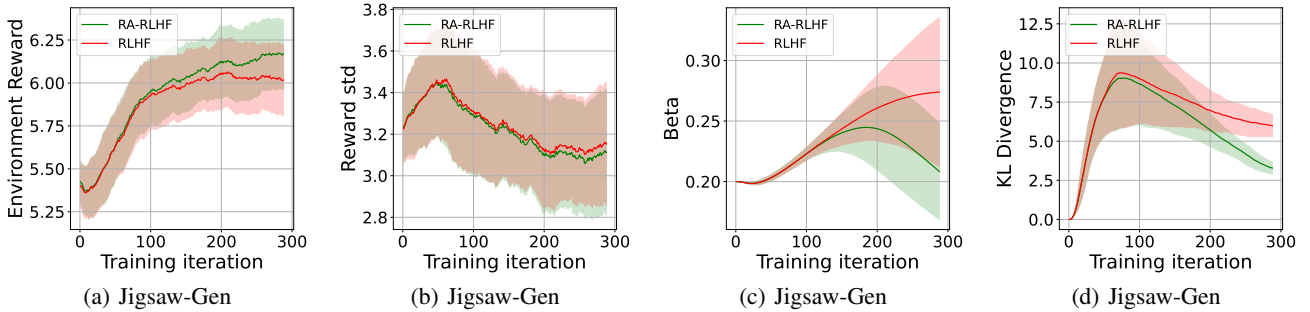 RA-RLHF
RLHF
Environment Reward
6.25
6.00
5.75
5.50
5.25
0 100 200 300
Training iteration
(a) Jigsaw-Gen
RA-RLHF
RLHF
Reward std
3.8
3.6
3.4
3.2
3.0
2.8
0 100 200 300
Training iteration
(b) Jigsaw-Gen
RA-RLHF
RLHF
Beta
0.30
0.25
0.20
0 100 200 300
Training iteration
(c) Jigsaw-Gen
RA-RLHF
RLHF
KL Divergence
12.5
10.0
7.5
5.0
2.5
0.0
0 100 200 300
Training iteration
(d) Jigsaw-Gen